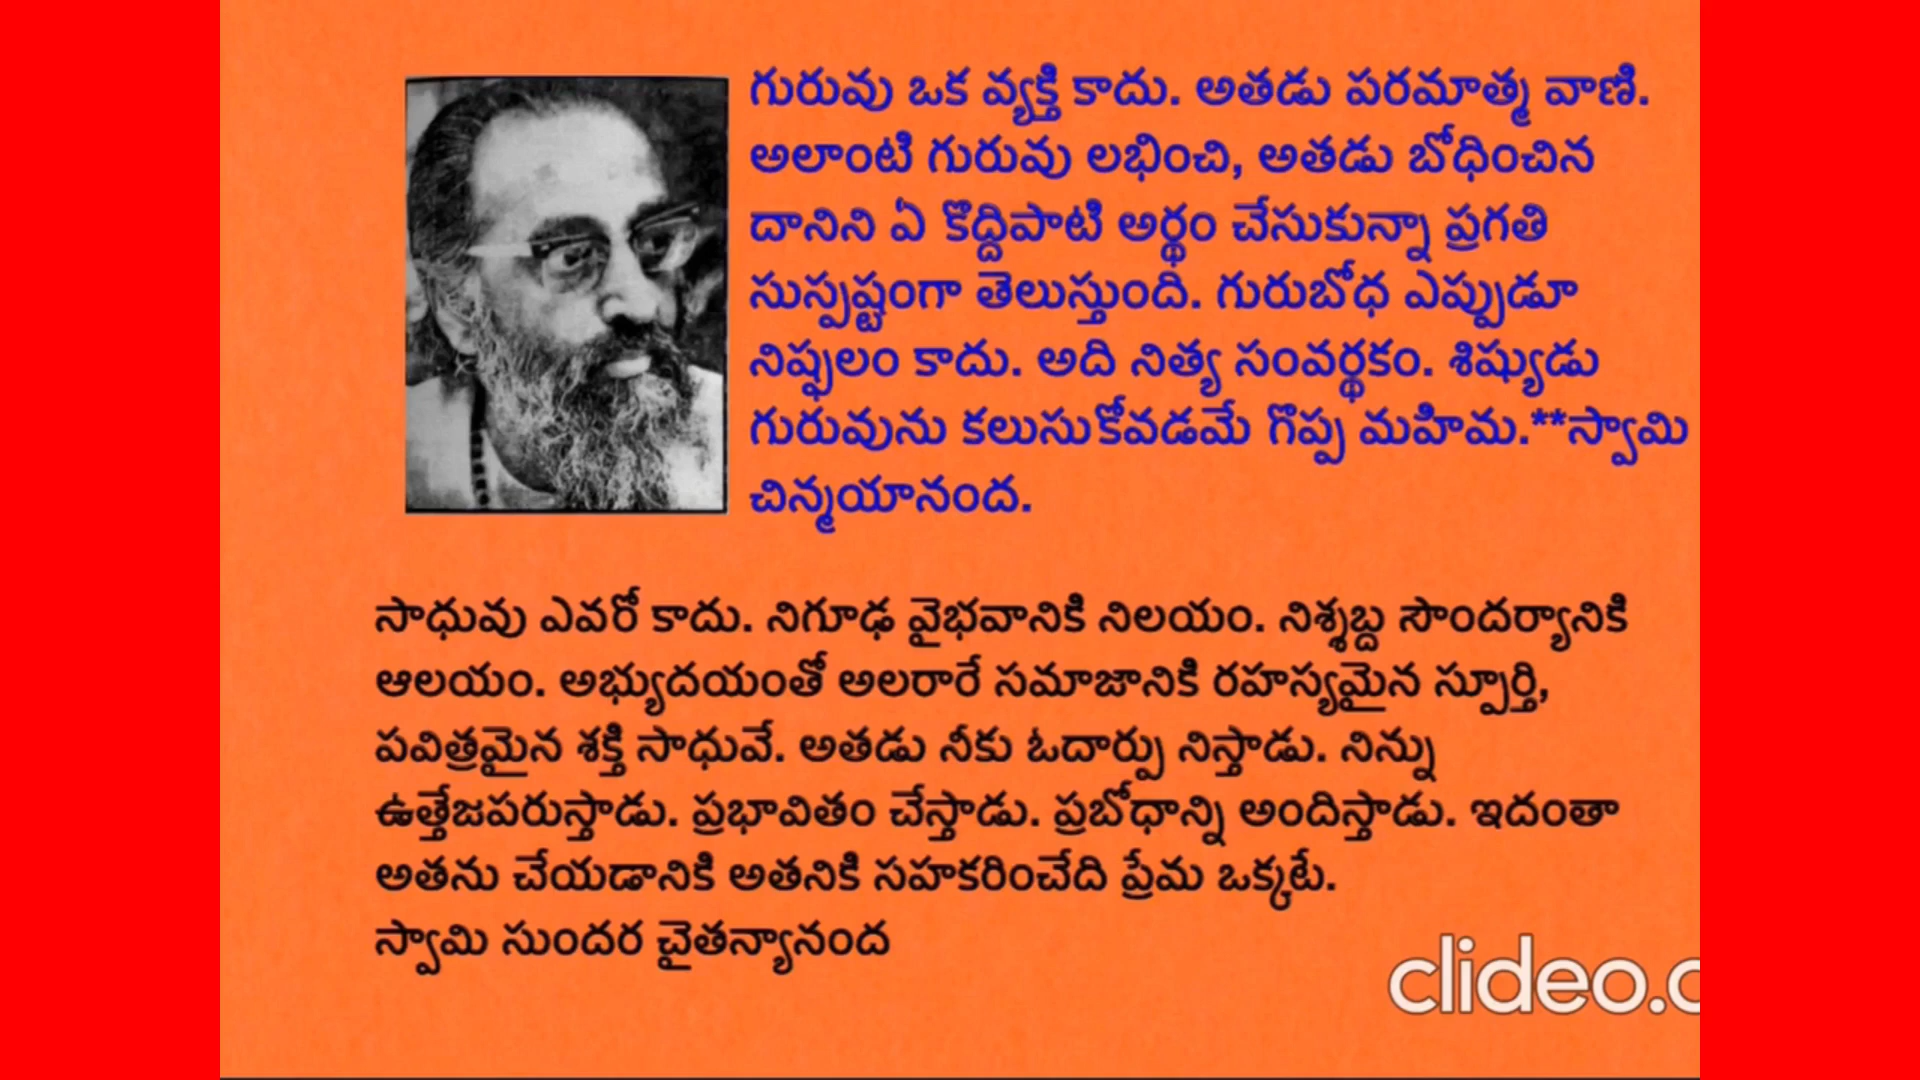 గురువు ఒక వ్యక్తి కాదు. అతడు పరమాత్మ వాణి.
అలాంటి గురువు లభించి, అతడు బోధించిన
దానిని ఏ కొద్దిపాటి అర్థం చేసుకున్నా ప్రగతి
సుస్పష్టంగా తెలుస్తుంది. గురుబోధ ఎప్పుడూ
నిష్ఫలం కాదు. అది నిత్య సంవర్థకం. శిష్యుడు
గురువును కలుసుకోవడమే గొప్ప మహిమ.**స్వామి
చిన్మయానంద.
సాధువు ఎవరో కాదు. నిగూఢ వైభవానికి నిలయం. నిశ్శబ్ద సౌందర్యానికి
ఆలయం. అభ్యుదయంతో అలరారే సమాజానికి రహస్యమైన స్పూర్తి,
పవిత్రమైన శక్తి సాధువే. అతడు నీకు ఓదార్పు నిస్తాడు. నిన్ను
ఉత్తేజపరుస్తాడు. ప్రభావితం చేస్తాడు. ప్రబోధాన్ని అందిస్తాడు. ఇదంతా
అతను చేయడానికి అతనికి సహకరించేది ప్రేమ ఒక్కటే.
స్వామి సుందర చైతన్యానంద
clideo.c